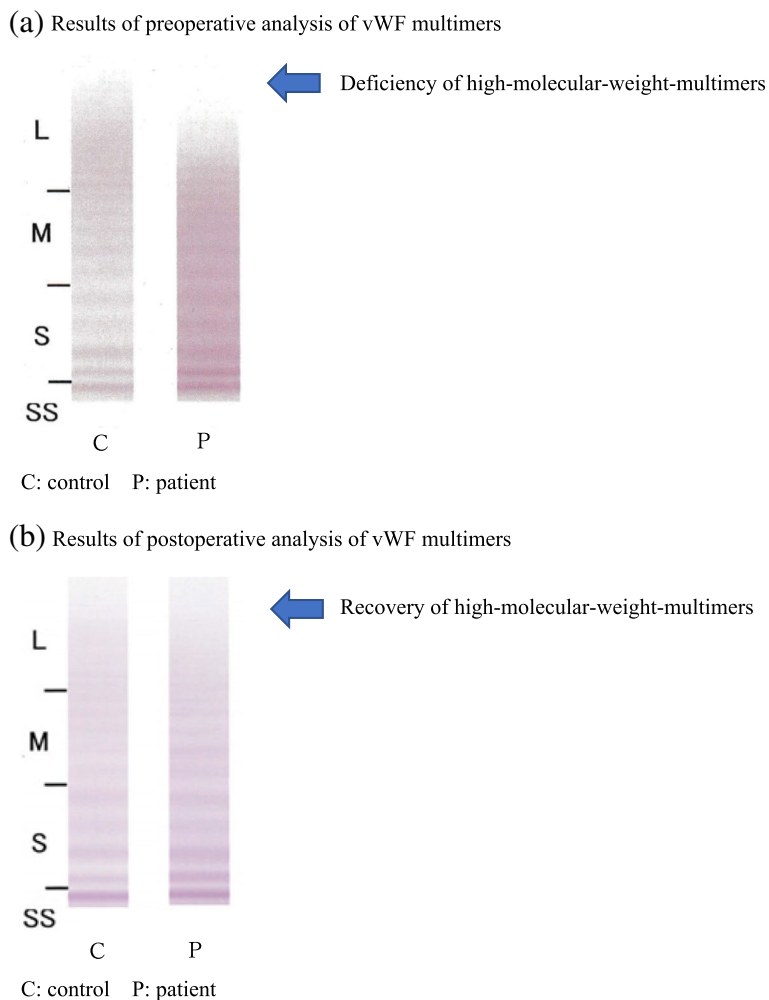 (a) Results of preoperative analysis of vWF multimers
Deficiency of high-molecular-weight-multimers
L
M
S
SS
C P
C: control P: patient
(b) Results of postoperative analysis of vWF multimers
Recovery of high-molecular-weight-multimers
L
M
S
SS
C P
C: control P: patient